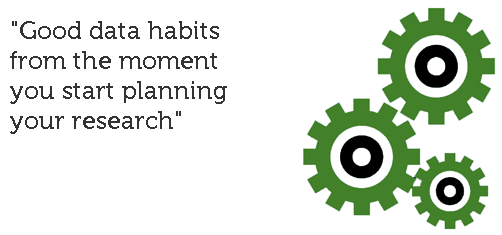 "Good data habits
from the moment
you start planning
your research"